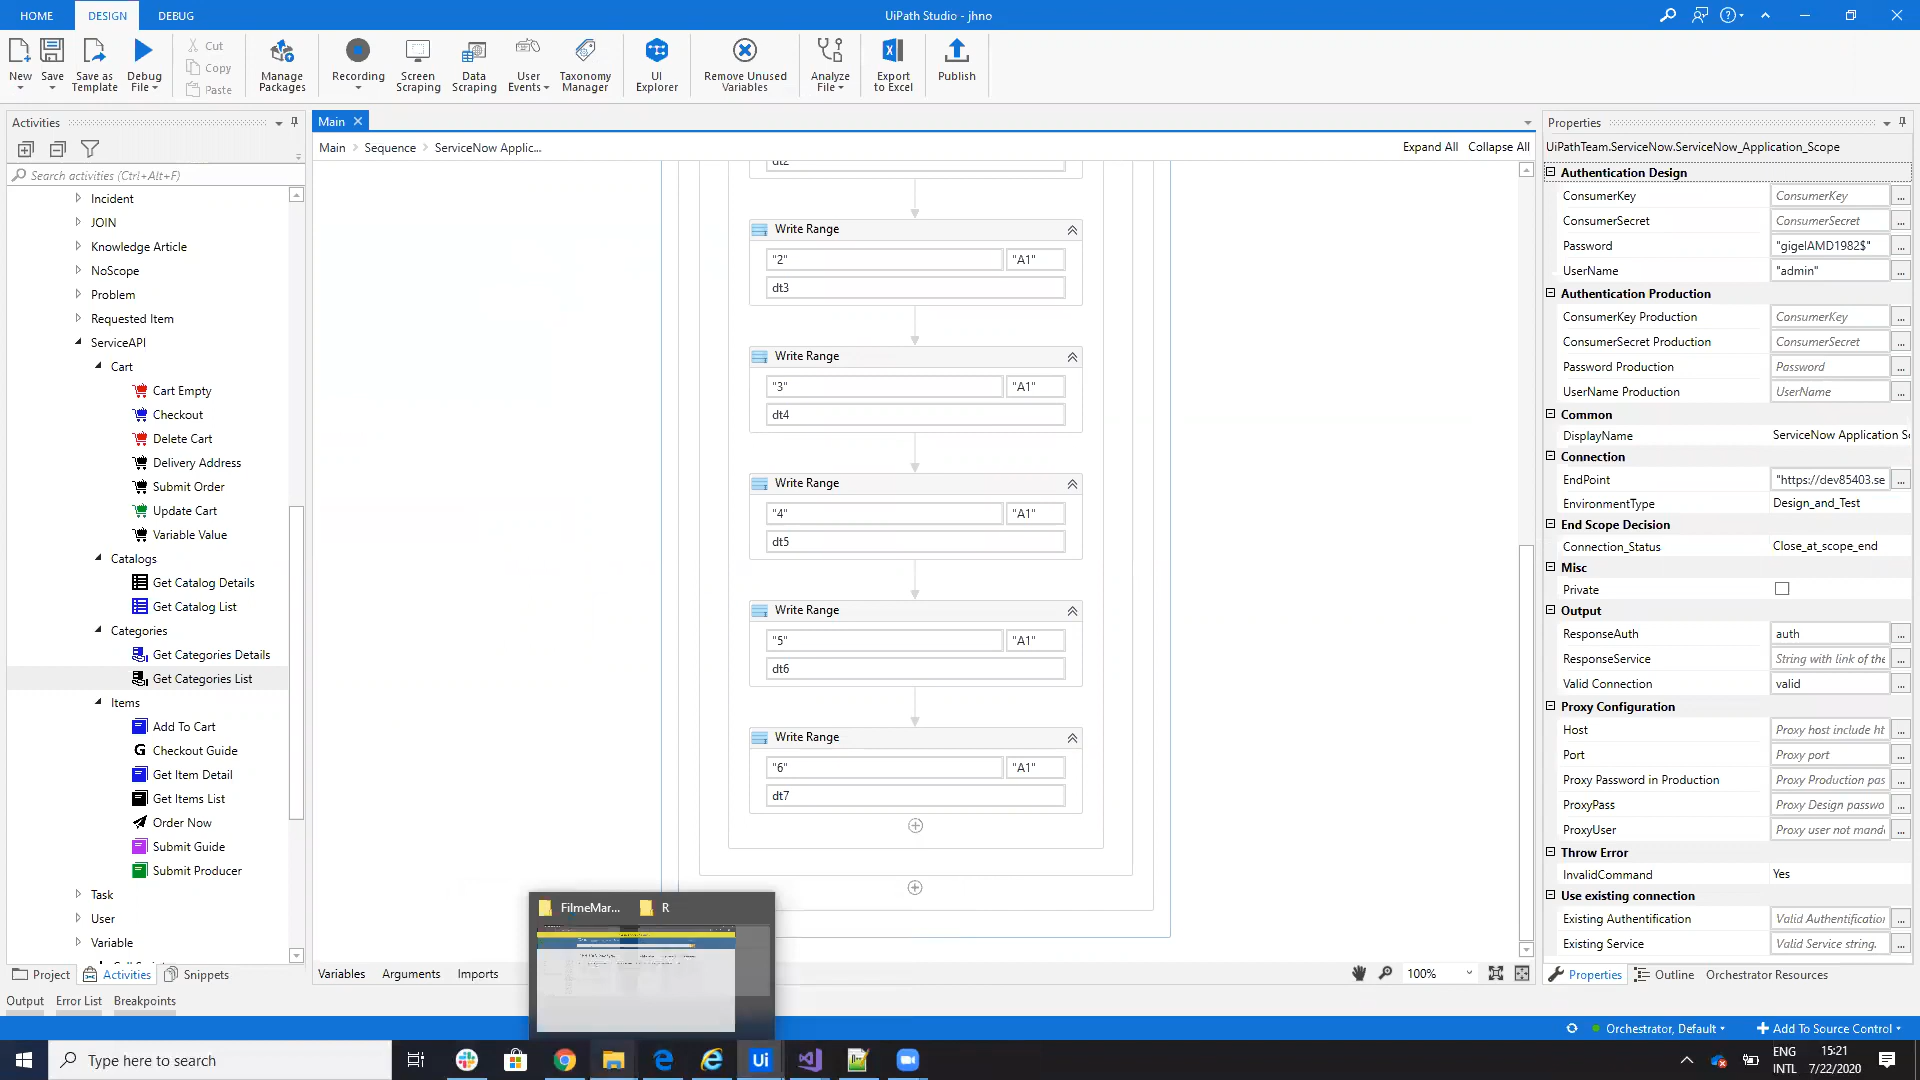 HOME DESIGN DEBUG UiPath Studio - jhno
New Save Save as Template Debug File Cut Copy Paste Manage Packages Recording Screen Scraping Data Scraping User Events Taxonomy Manager UI Explorer Remove Unused Variables Analyze File Export to Excel Publish
Activities
Search activities (Ctrl+Alt+F)
Incident
JOIN
Knowledge Article
NoScope
Problem
Requested Item
ServiceAPI
Cart
Cart Empty
Checkout
Delete Cart
Delivery Address
Submit Order
Update Cart
Variable Value
Catalogs
Get Catalog Details
Get Catalog List
Categories
Get Categories Details
Get Categories List
Items
Add To Cart
Checkout Guide
Get Item Detail
Get Items List
Order Now
Submit Guide
Submit Producer
Task
User
Variable
Project Activities Snippets
Output Error List Breakpoints
Main
Main Sequence ServiceNow Applic... Expand All Collapse All
dt2
Write Range
"2" "A1"
dt3
Write Range
"3" "A1"
dt4
Write Range
"4" "A1"
dt5
Write Range
"5" "A1"
dt6
Write Range
"6" "A1"
dt7
Variables Arguments Imports 100%
FilmeMar... R
Properties
UiPathTeam.ServiceNow.ServiceNow_Application_Scope
Authentication Design
ConsumerKey ConsumerKey ...
ConsumerSecret ConsumerSecret ...
Password "gigelAMD1982$" ...
UserName "admin" ...
Authentication Production
ConsumerKey Production ConsumerKey ...
ConsumerSecret Production ConsumerSecret ...
Password Production Password ...
UserName Production UserName ...
Common
DisplayName ServiceNow Application Sc
Connection
EndPoint "https://dev85403.se ...
EnvironmentType Design_and_Test
End Scope Decision
Connection_Status Close_at_scope_end
Misc
Private
Output
ResponseAuth auth ...
ResponseService String with link of the ...
Valid Connection valid ...
Proxy Configuration
Host Proxy host include ht ...
Port Proxy port ...
Proxy Password in Production Proxy Production pas ...
ProxyPass Proxy Design passwo ...
ProxyUser Proxy user not mand ...
Throw Error
InvalidCommand Yes
Use existing connection
Existing Authentification Valid Authentification ...
Existing Service Valid Service string. ...
Properties Outline Orchestrator Resources
Orchestrator, Default Add To Source Control
Type here to search
ENG
INTL
15:21
7/22/2020